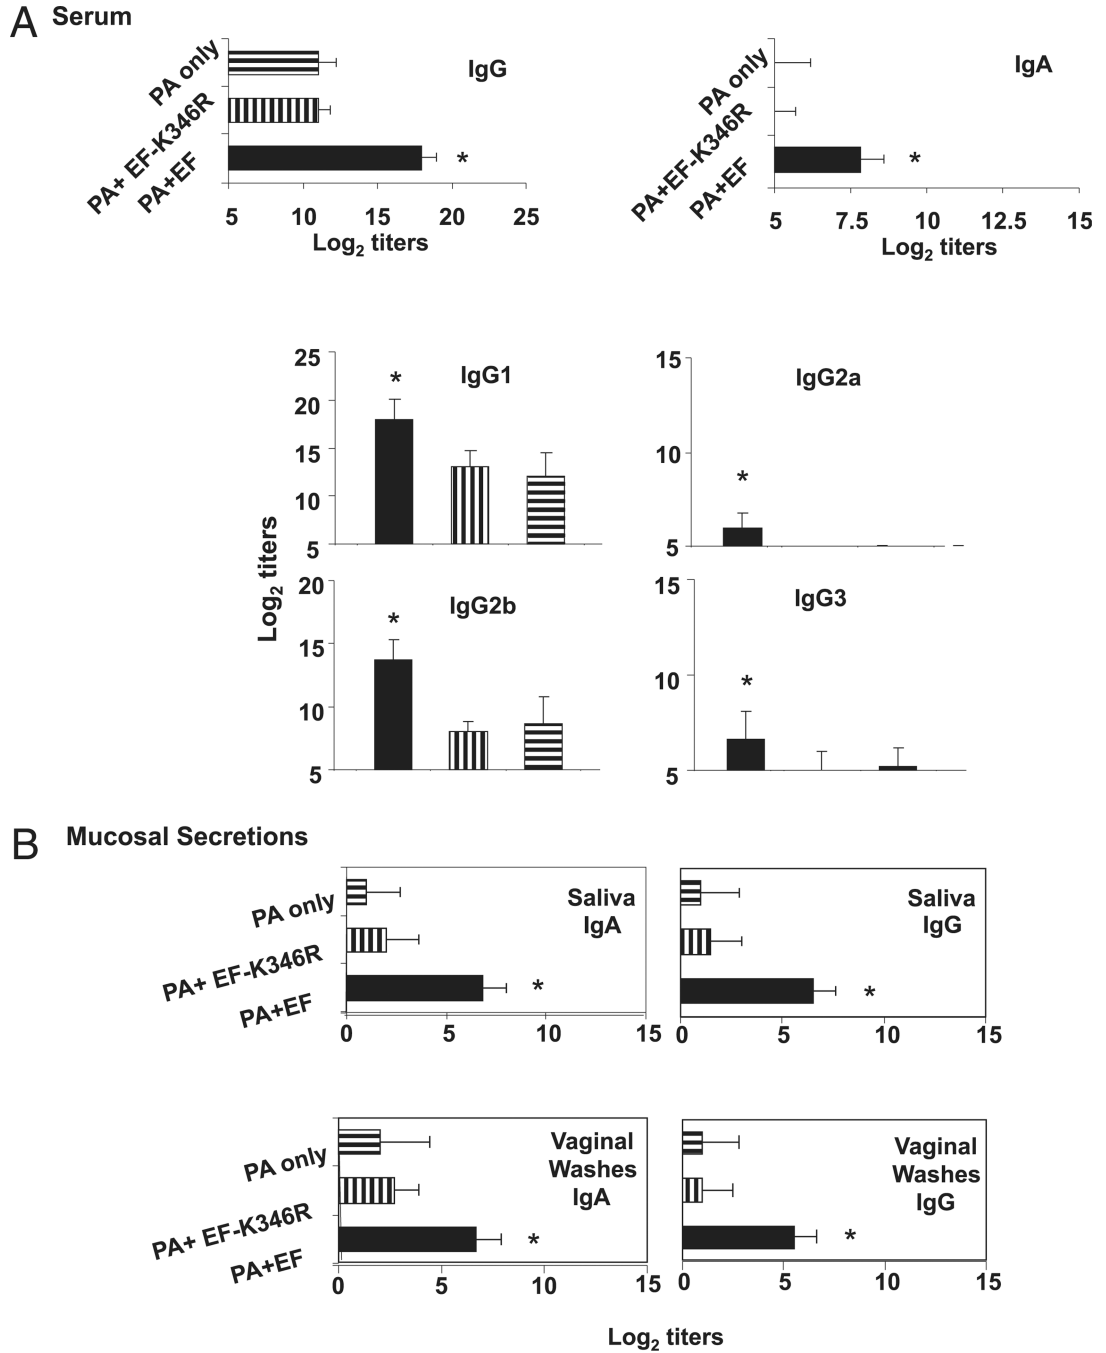 A Serum
PA only
PA+ EF-K346R
PA+EF
IgG
*
5 10 15 20 25
Log2 titers
PA only
PA+EF-K346R
PA+EF
IgA
*
5 7.5 10 12.5 15
Log2 titers
Log2 titers
25
20
15
10
5
IgG1
*
15
10
5
IgG2a
*
20
15
10
5
IgG2b
*
15
10
5
IgG3
*
B Mucosal Secretions
PA only
PA+ EF-K346R
PA+EF
Saliva
IgA
*
0 5 10 15
Saliva
IgG
*
0 5 10 15
PA only
PA+ EF-K346R
PA+EF
Vaginal
Washes
IgA
*
0 5 10 15
Vaginal
Washes
IgG
*
0 5 10 15
Log2 titers